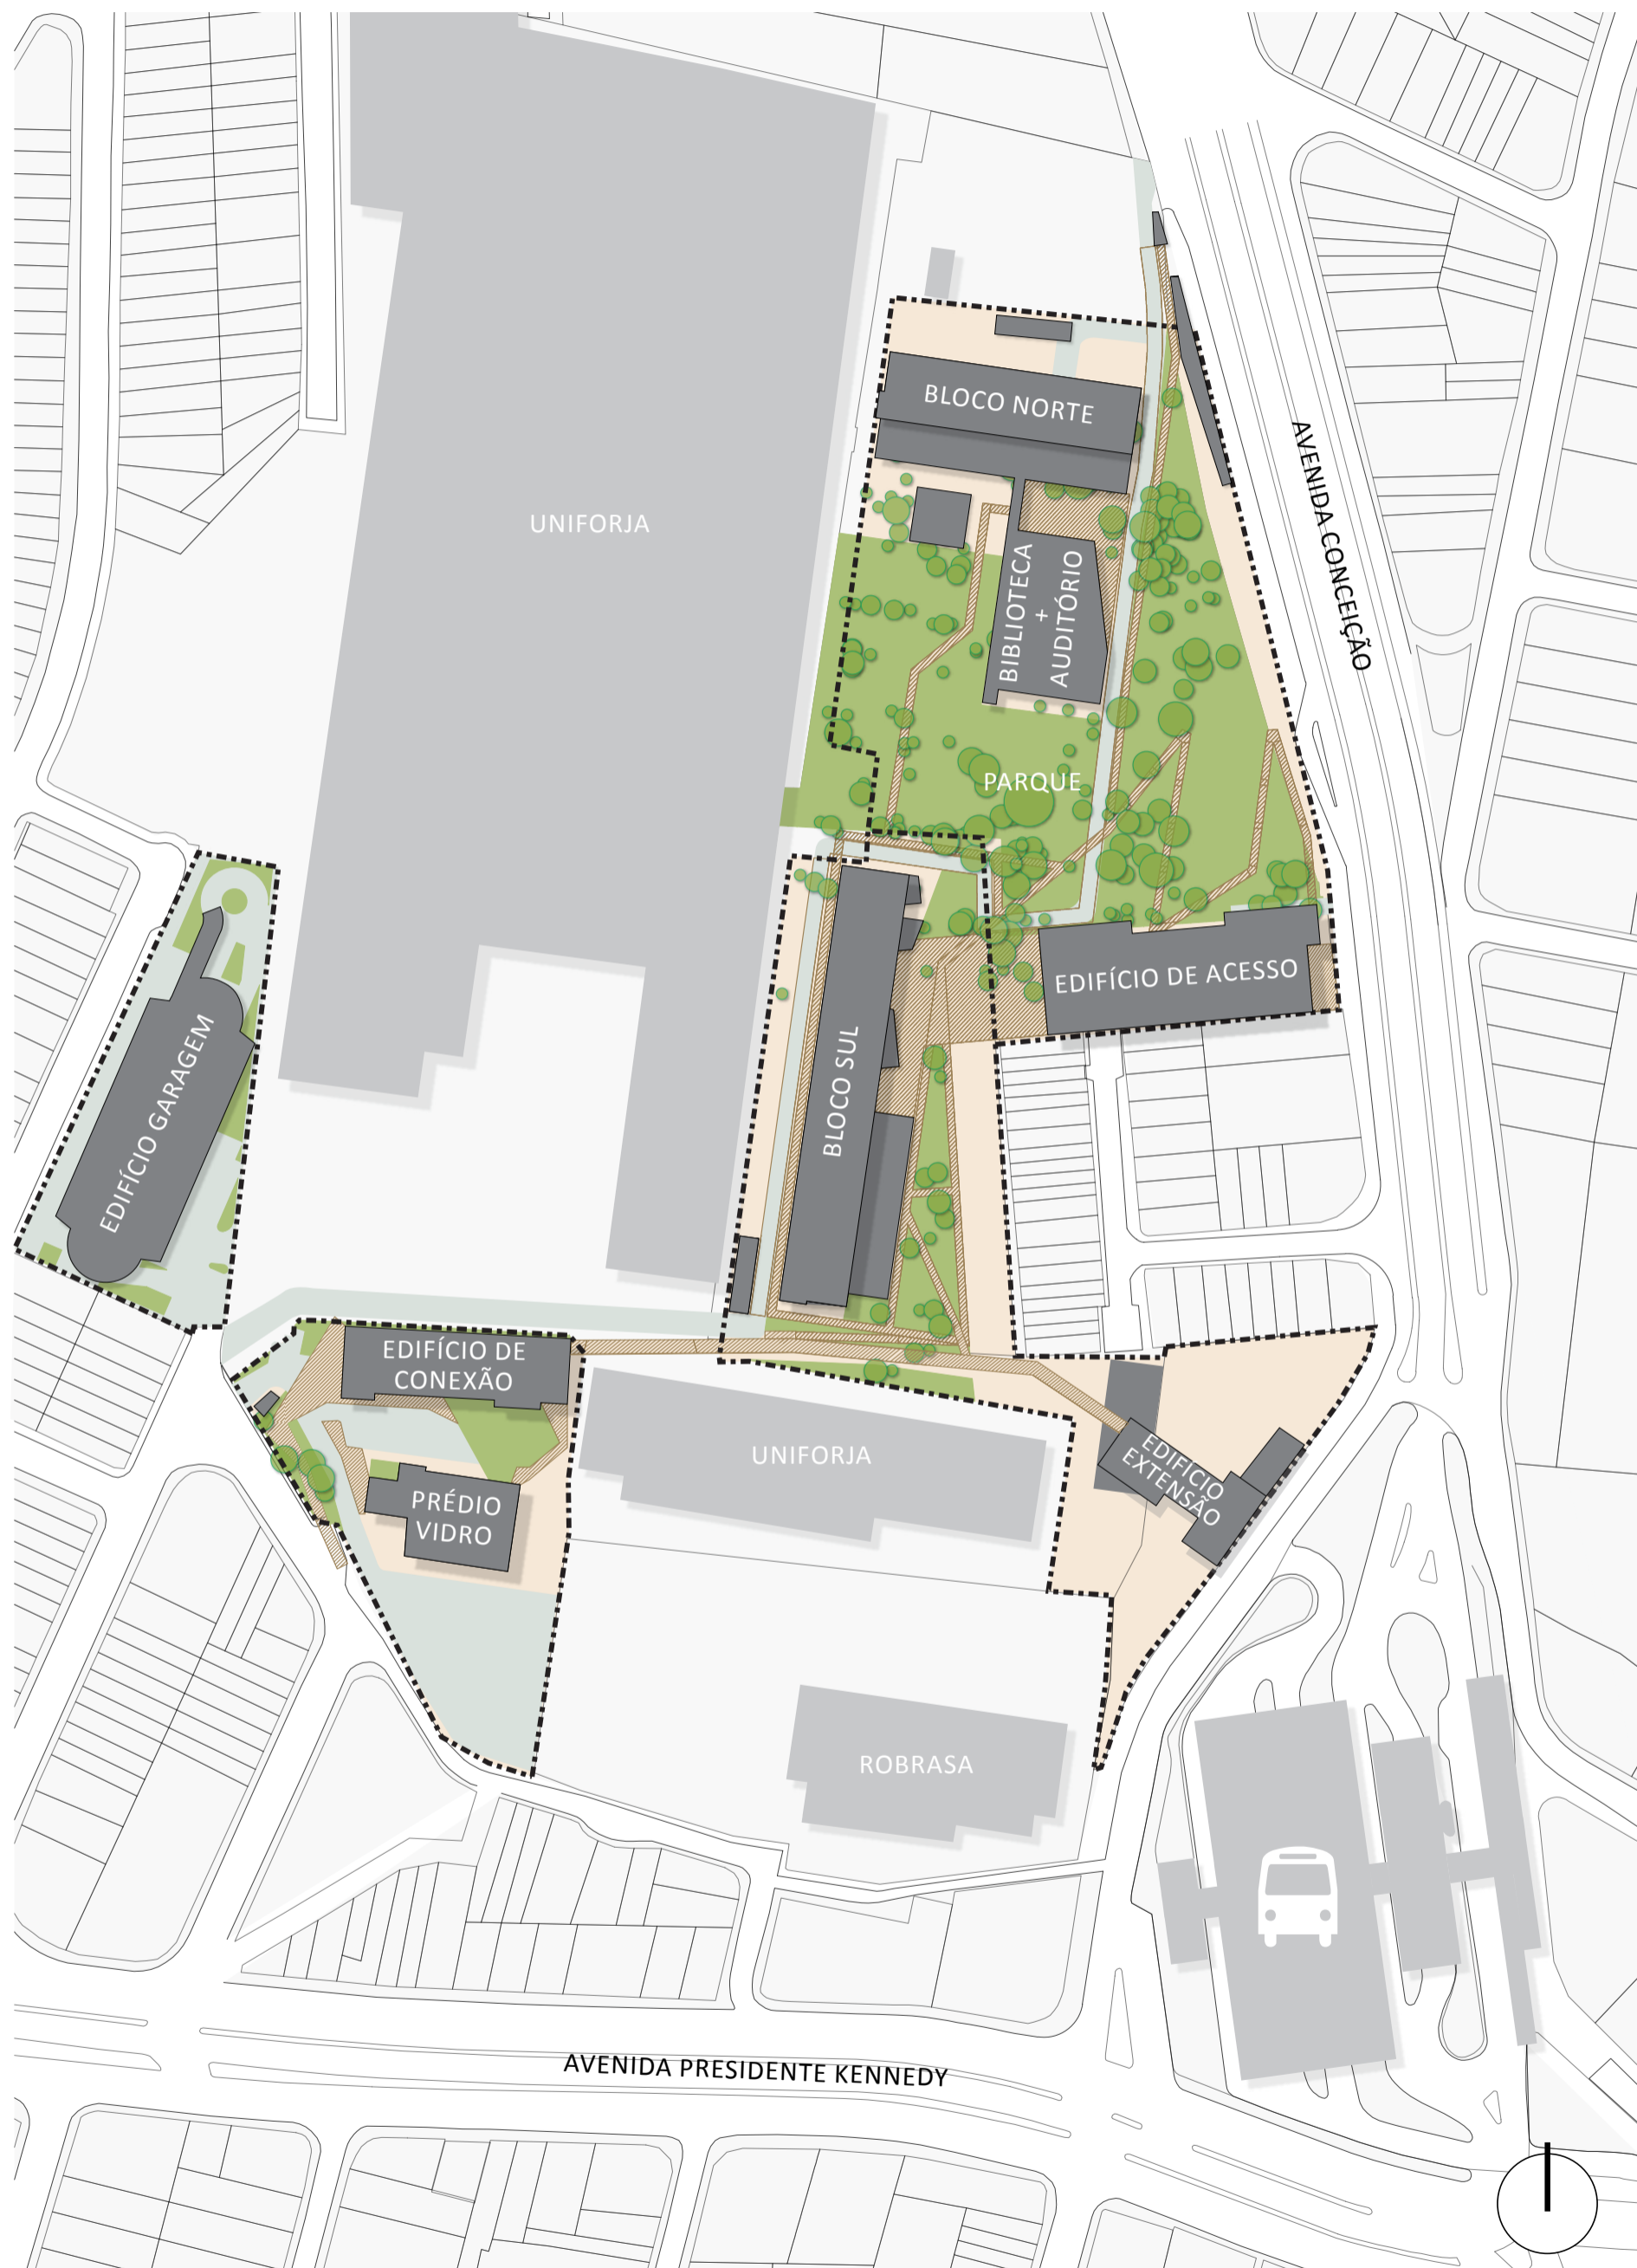 BLOCO NORTE
UNIFORJA
AVENIDA CONCEIÇÃO
BIBLIOTECA
+
AUDITÓRIO
PARQUE
EDIFÍCIO DE ACESSO
EDIFÍCIO GARAGEM
BLOCO SUL
EDIFÍCIO DE
CONEXÃO
UNIFORJA
EDIFÍCIO
EXTENSÃO
PRÉDIO
VIDRO
ROBRASA
AVENIDA PRESIDENTE KENNEDY